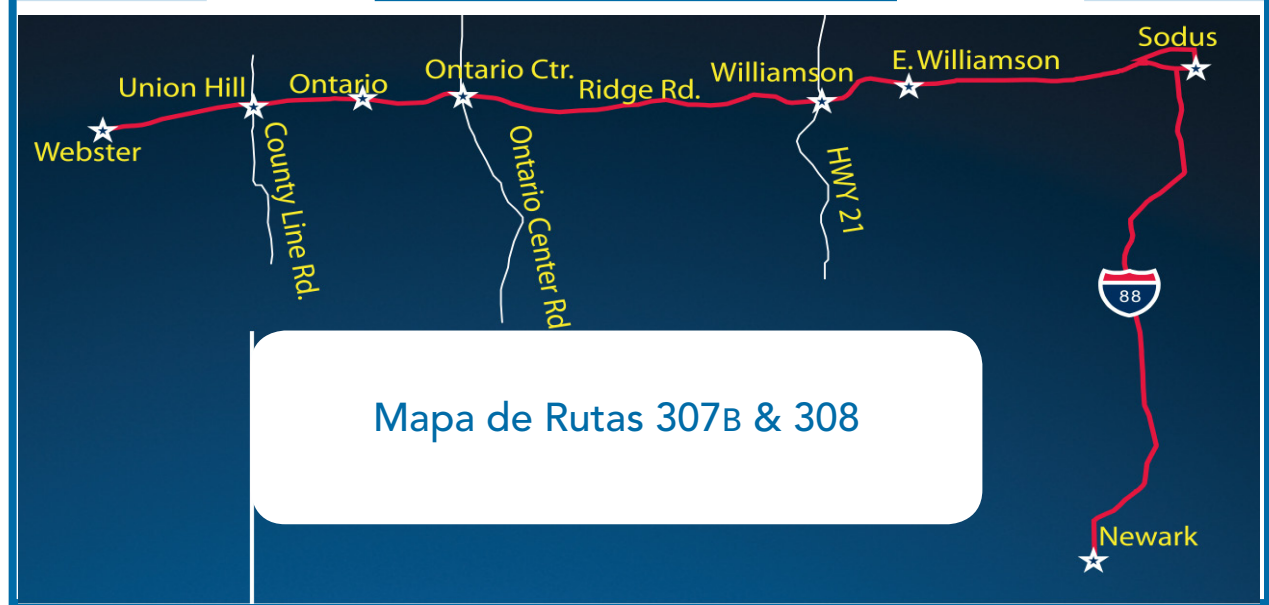 Sodus
E. Williamson
Williamson
Ontario Ctr.
Ridge Rd.
Ontario
Union Hill
Webster
County Line Rd.
Ontario Center Rd
HWY 21
88
Mapa de Rutas 307B & 308
Newark